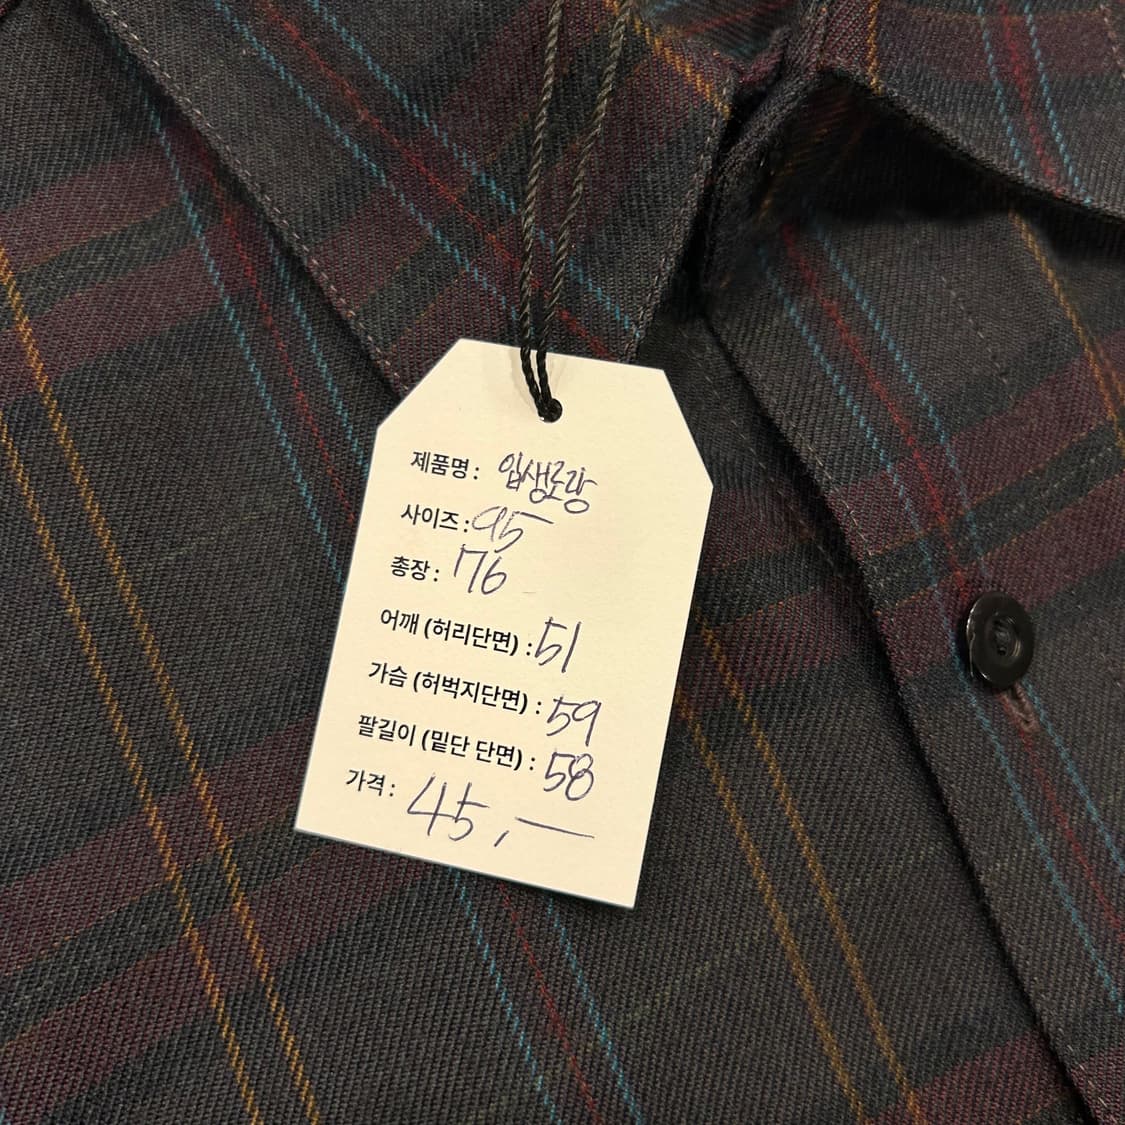 제품명 : 입생로랑
사이즈 : 95
총장 : 76
어깨 (허리단면) : 51
가슴 (허벅지단면) : 59
팔길이 (밑단 단면) : 58
가격 : 45,—